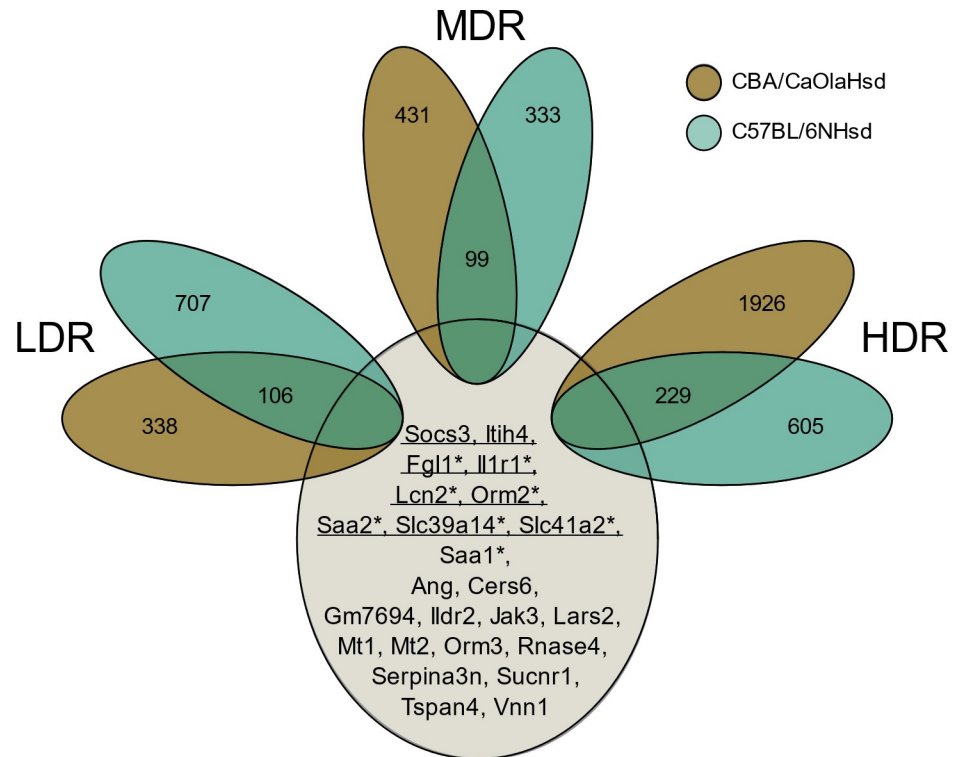 MDR
CBA/CaOlaHsd
C57BL/6NHsd
431
333
99
707
1926
LDR
HDR
106
229
338
605
Socs3, Itih4,
Fgl1*, Il1r1*,
Lcn2*, Orm2*,
Saa2*, Slc39a14*, Slc41a2*,
Saa1*,
Ang, Cers6,
Gm7694, Ildr2, Jak3, Lars2,
Mt1, Mt2, Orm3, Rnase4,
Serpina3n, Sucnr1,
Tspan4, Vnn1